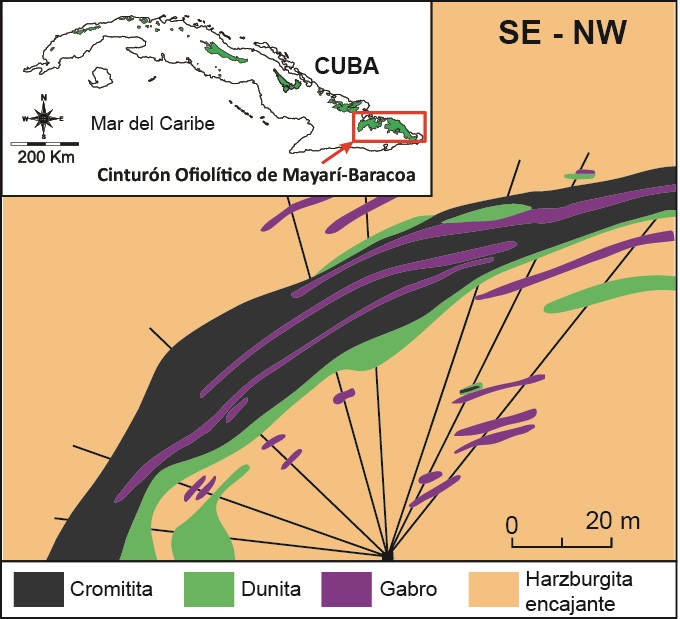 SE - NW
CUBA
N
W E
S
Mar del Caribe
200 Km
Cinturón Ofiolítico de Mayarí-Baracoa
0 20 m
Cromitita
Dunita
Gabro
Harzburgita
encajante